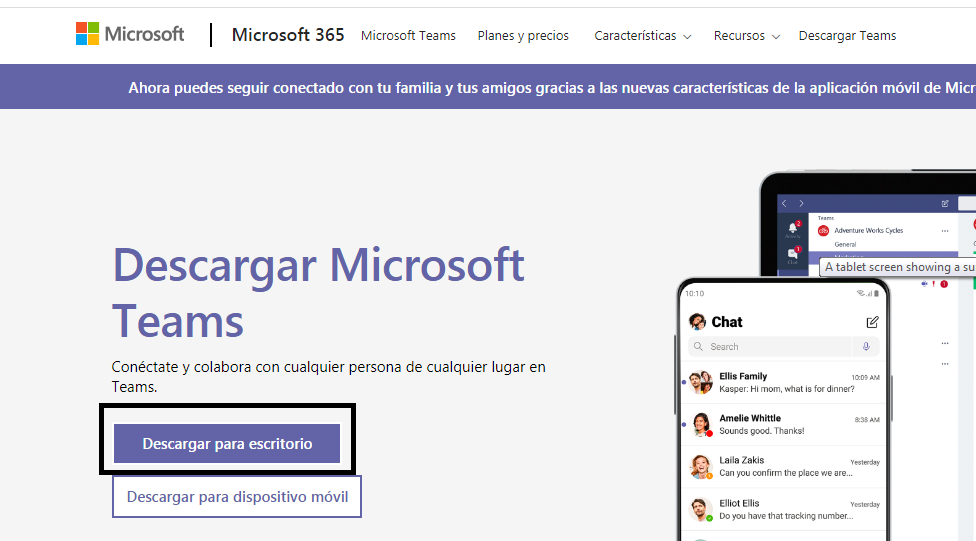 Microsoft
Microsoft 365
Microsoft Teams
Planes y precios
Características
Recursos
Descargar Teams
Ahora puedes seguir conectado con tu familia y tus amigos gracias a las nuevas características de la aplicación móvil de Micr
Descargar Microsoft
Teams
Conéctate y colabora con cualquier persona de cualquier lugar en
Teams.
Descargar para escritorio
Descargar para dispositivo móvil
Teams
Adventure Works Cycles
General
A tablet screen showing a su
10:10
Chat
Search
Ellis Family
10:09 AM
Kasper: Hi mom, what is for dinner?
Amelie Whittle
8:38 AM
Sounds good. Thanks!
Laila Zakis
Yesterday
Can you confirm the place we are...
Elliot Ellis
Yesterday
Do you have that tracking number...